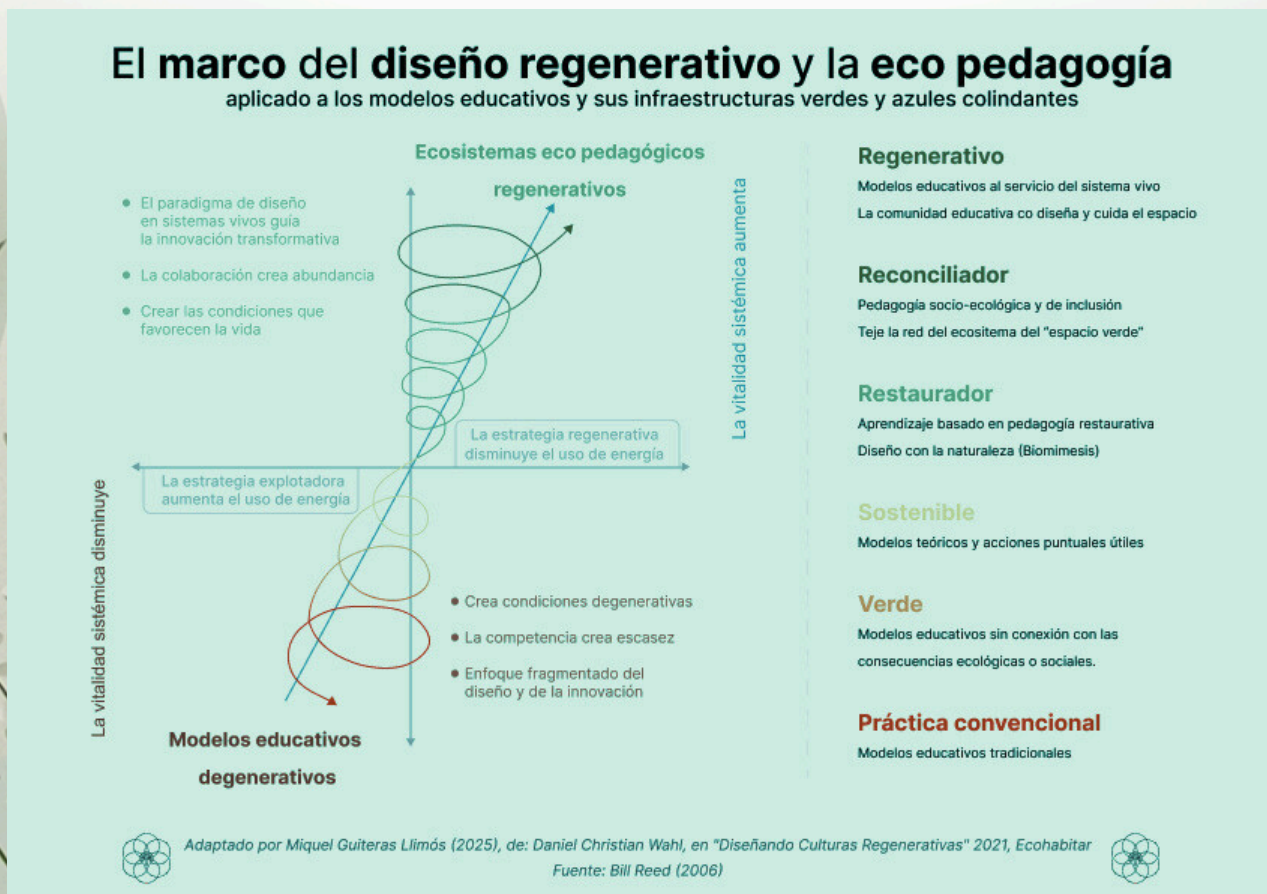 El marco del diseño regenerativo y la eco pedagogía
aplicado a los modelos educativos y sus infraestructuras verdes y azules colindantes
Ecosistemas eco pedagógicos
regenerativos
● El paradigma de diseño
en sistemas vivos guía
la innovación transformativa
● La colaboración crea abundancia
● Crear las condiciones que
favorecen la vida
La vitalidad sistémica aumenta
La estrategia regenerativa
disminuye el uso de energía
La estrategia explotadora
aumenta el uso de energía
La vitalidad sistémica disminuye
● Crea condiciones degenerativas
● La competencia crea escasez
● Enfoque fragmentado del
diseño y de la innovación
Modelos educativos
degenerativos
Regenerativo
Modelos educativos al servicio del sistema vivo
La comunidad educativa co diseña y cuida el espacio
Reconciliador
Pedagogía socio-ecológica y de inclusión
Teje la red del ecositema del "espacio verde"
Restaurador
Aprendizaje basado en pedagogía restaurativa
Diseño con la naturaleza (Biomimesis)
Sostenible
Modelos teóricos y acciones puntuales útiles
Verde
Modelos educativos sin conexión con las
consecuencias ecológicas o sociales.
Práctica convencional
Modelos educativos tradicionales
Adaptado por Miquel Guiteras Llimós (2025), de: Daniel Christian Wahl, en "Diseñando Culturas Regenerativas" 2021, Ecohabitar
Fuente: Bill Reed (2006)